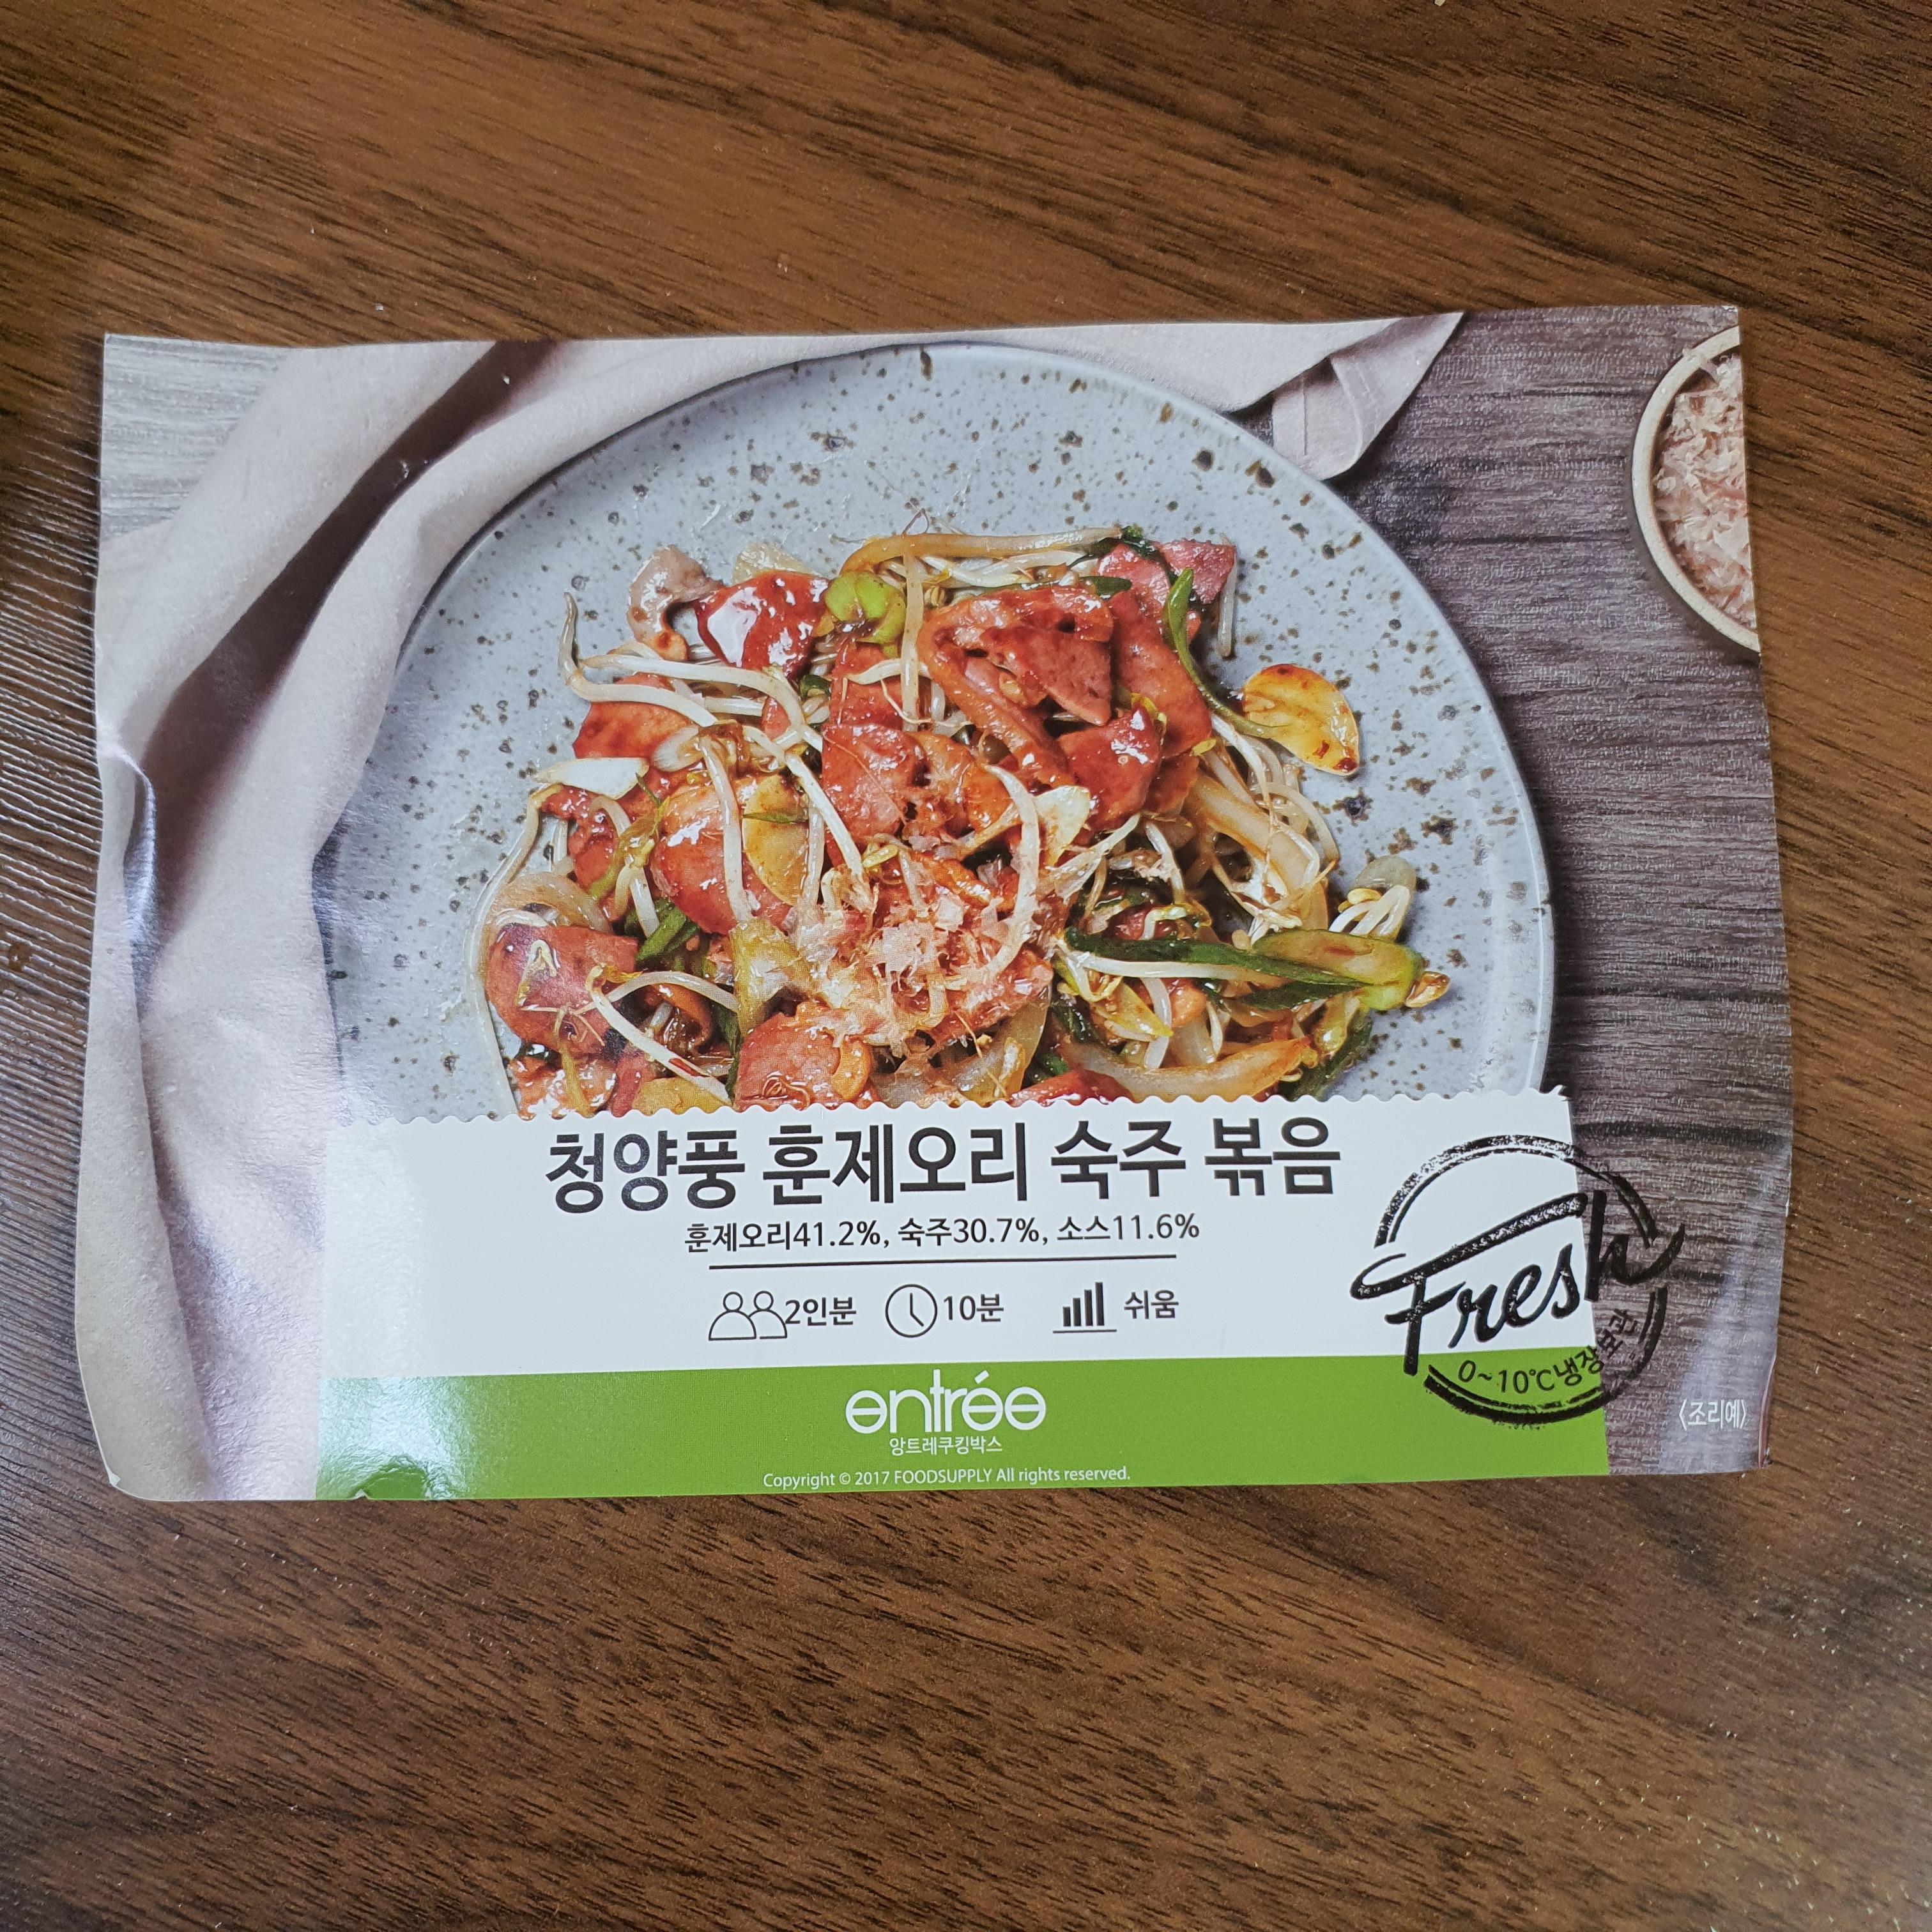 청양풍 훈제오리 숙주 볶음
훈제오리41.2%, 숙주30.7%, 소스11.6%
2인분 10분 쉬움
Fresh
0~10℃냉장보관
entrée
앙트레쿠킹박스
<조리예>
Copyright © 2017 FOODSUPPLY All rights reserved.